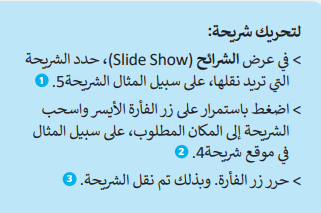 لتحريك شريحة:
> في عرض الشرائح (Slide Show)، حدد الشريحة
التي تريد نقلها، على سبيل المثال الشريحة5. 1
> اضغط باستمرار على زر الفأرة الأيسر واسحب
الشريحة إلى المكان المطلوب، على سبيل المثال
في موقع شريحة4. 2
> حرر زر الفأرة. وبذلك تم نقل الشريحة. 3